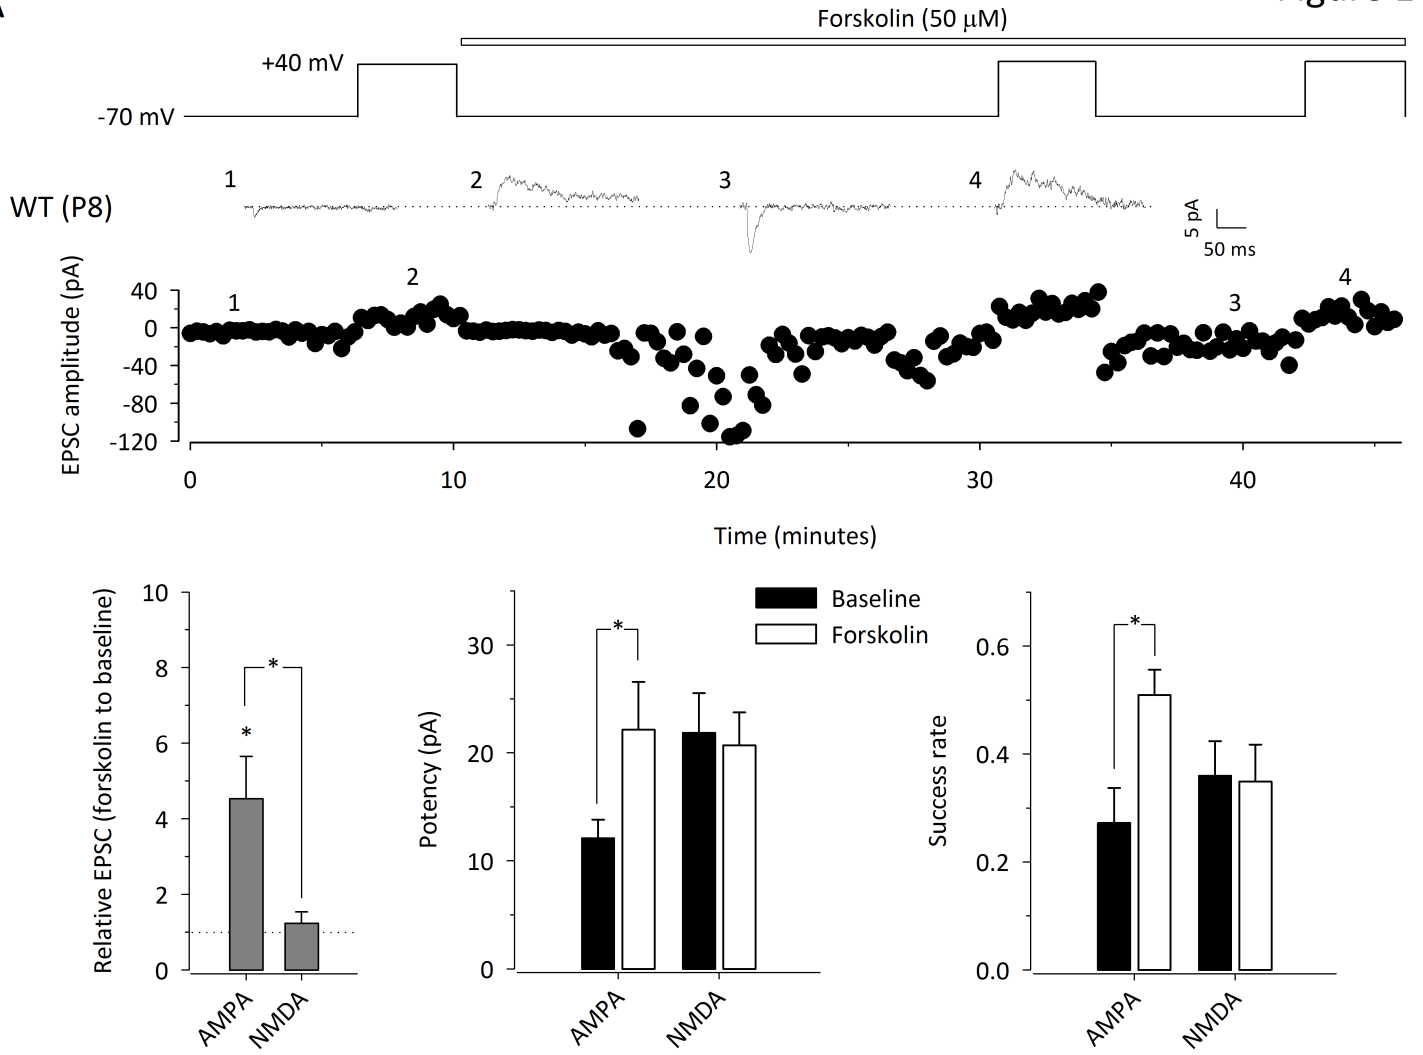 Forskolin (50 µM)
+40 mV
-70 mV
1 2 3 4
WT (P8)
5 pA
50 ms
EPSC amplitude (pA)
40
0
-40
-80
-120
1 2 3 4
0 10 20 30 40
Time (minutes)
Relative EPSC (forskolin to baseline)
10
8
6
4
2
0
*
*
AMPA NMDA
Potency (pA)
30
20
10
0
*
AMPA NMDA
Baseline
Forskolin
Success rate
0.6
0.4
0.2
0.0
*
AMPA NMDA